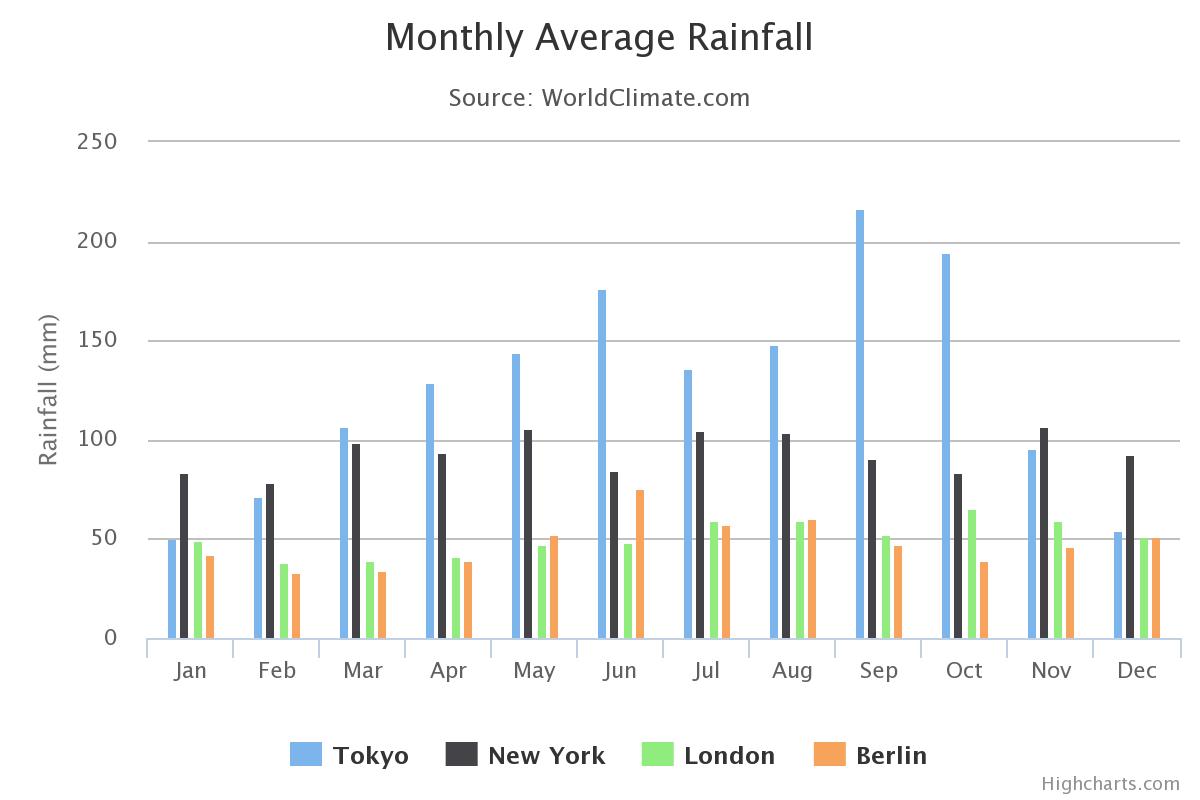 Monthly Average Rainfall
Source: WorldClimate.com
Rainfall (mm)
250
200
150
100
50
0
Jan Feb Mar Apr May Jun Jul Aug Sep Oct Nov Dec
Tokyo New York London Berlin
Highcharts.com